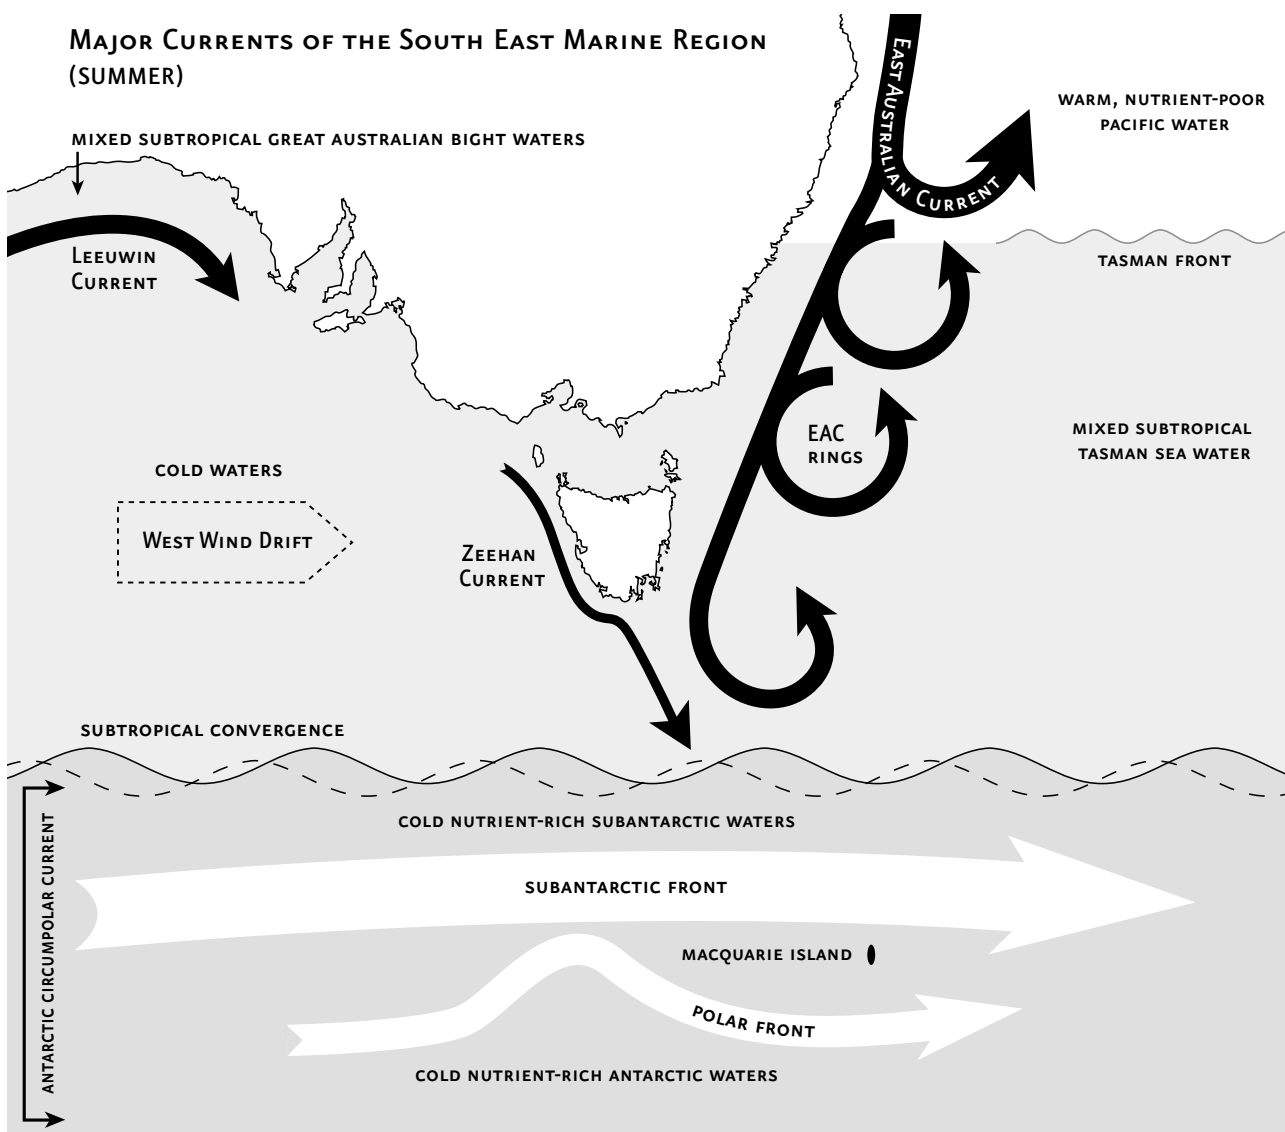 Major Currents of the South East Marine Region
(SUMMER)
MIXED SUBTROPICAL GREAT AUSTRALIAN BIGHT WATERS
East Australian Current
WARM, NUTRIENT-POOR
PACIFIC WATER
Leeuwin
Current
TASMAN FRONT
EAC
RINGS
MIXED SUBTROPICAL
TASMAN SEA WATER
COLD WATERS
West Wind Drift
Zeehan
Current
SUBTROPICAL CONVERGENCE
ANTARCTIC CIRCUMPOLAR CURRENT
COLD NUTRIENT-RICH SUBANTARCTIC WATERS
SUBANTARCTIC FRONT
MACQUARIE ISLAND
POLAR FRONT
COLD NUTRIENT-RICH ANTARCTIC WATERS